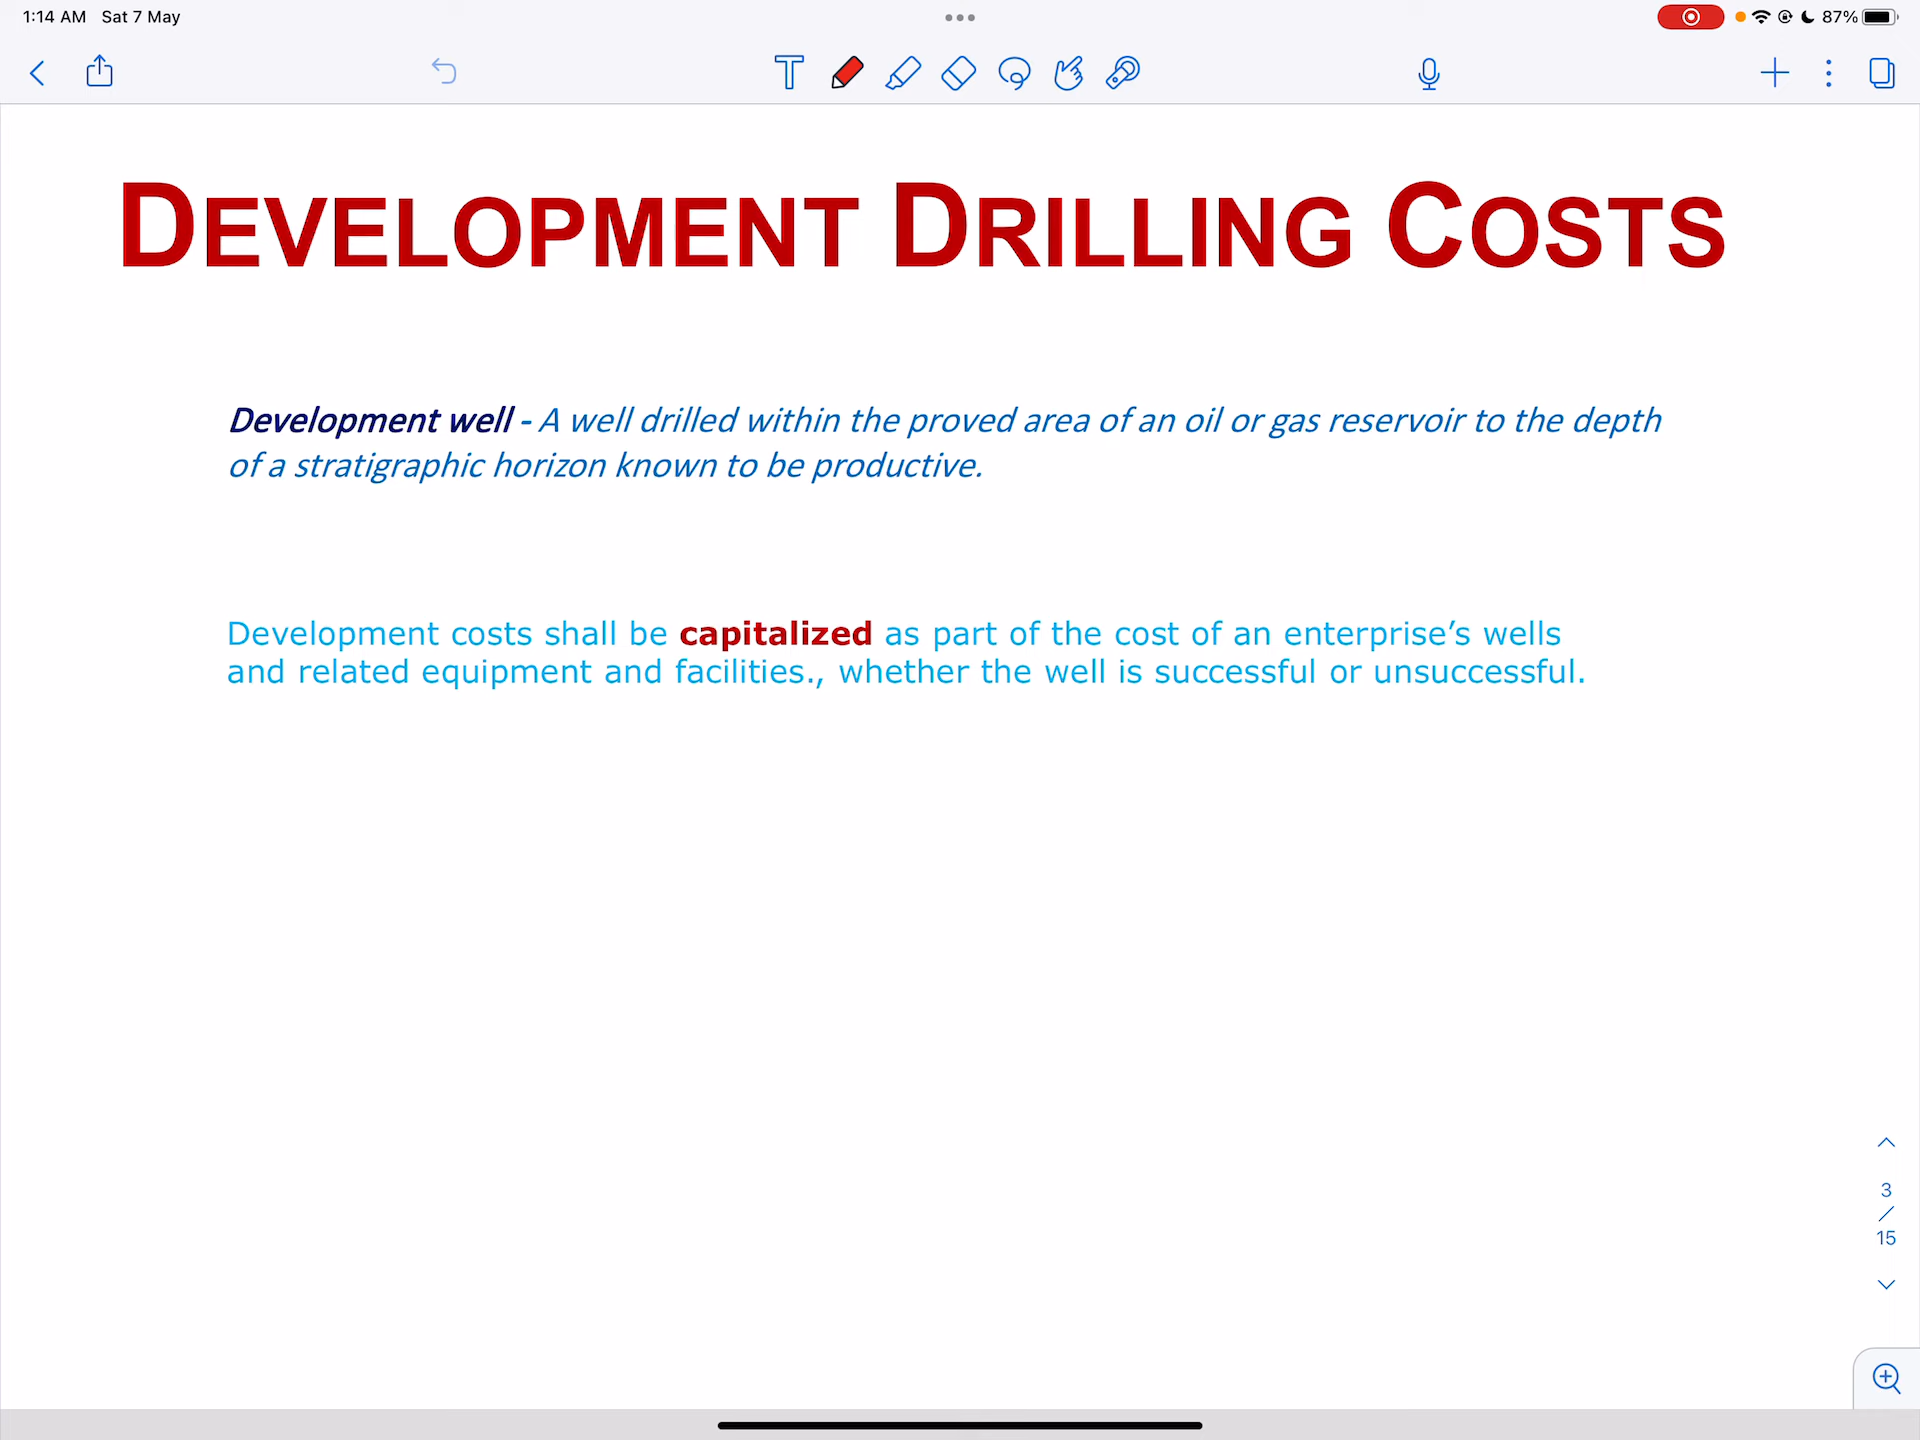 1:14 AM Sat 7 May
87%
DEVELOPMENT DRILLING COSTS
Development well - A well drilled within the proved area of an oil or gas reservoir to the depth
of a stratigraphic horizon known to be productive.
Development costs shall be capitalized as part of the cost of an enterprise’s wells
and related equipment and facilities., whether the well is successful or unsuccessful.
3
/
15